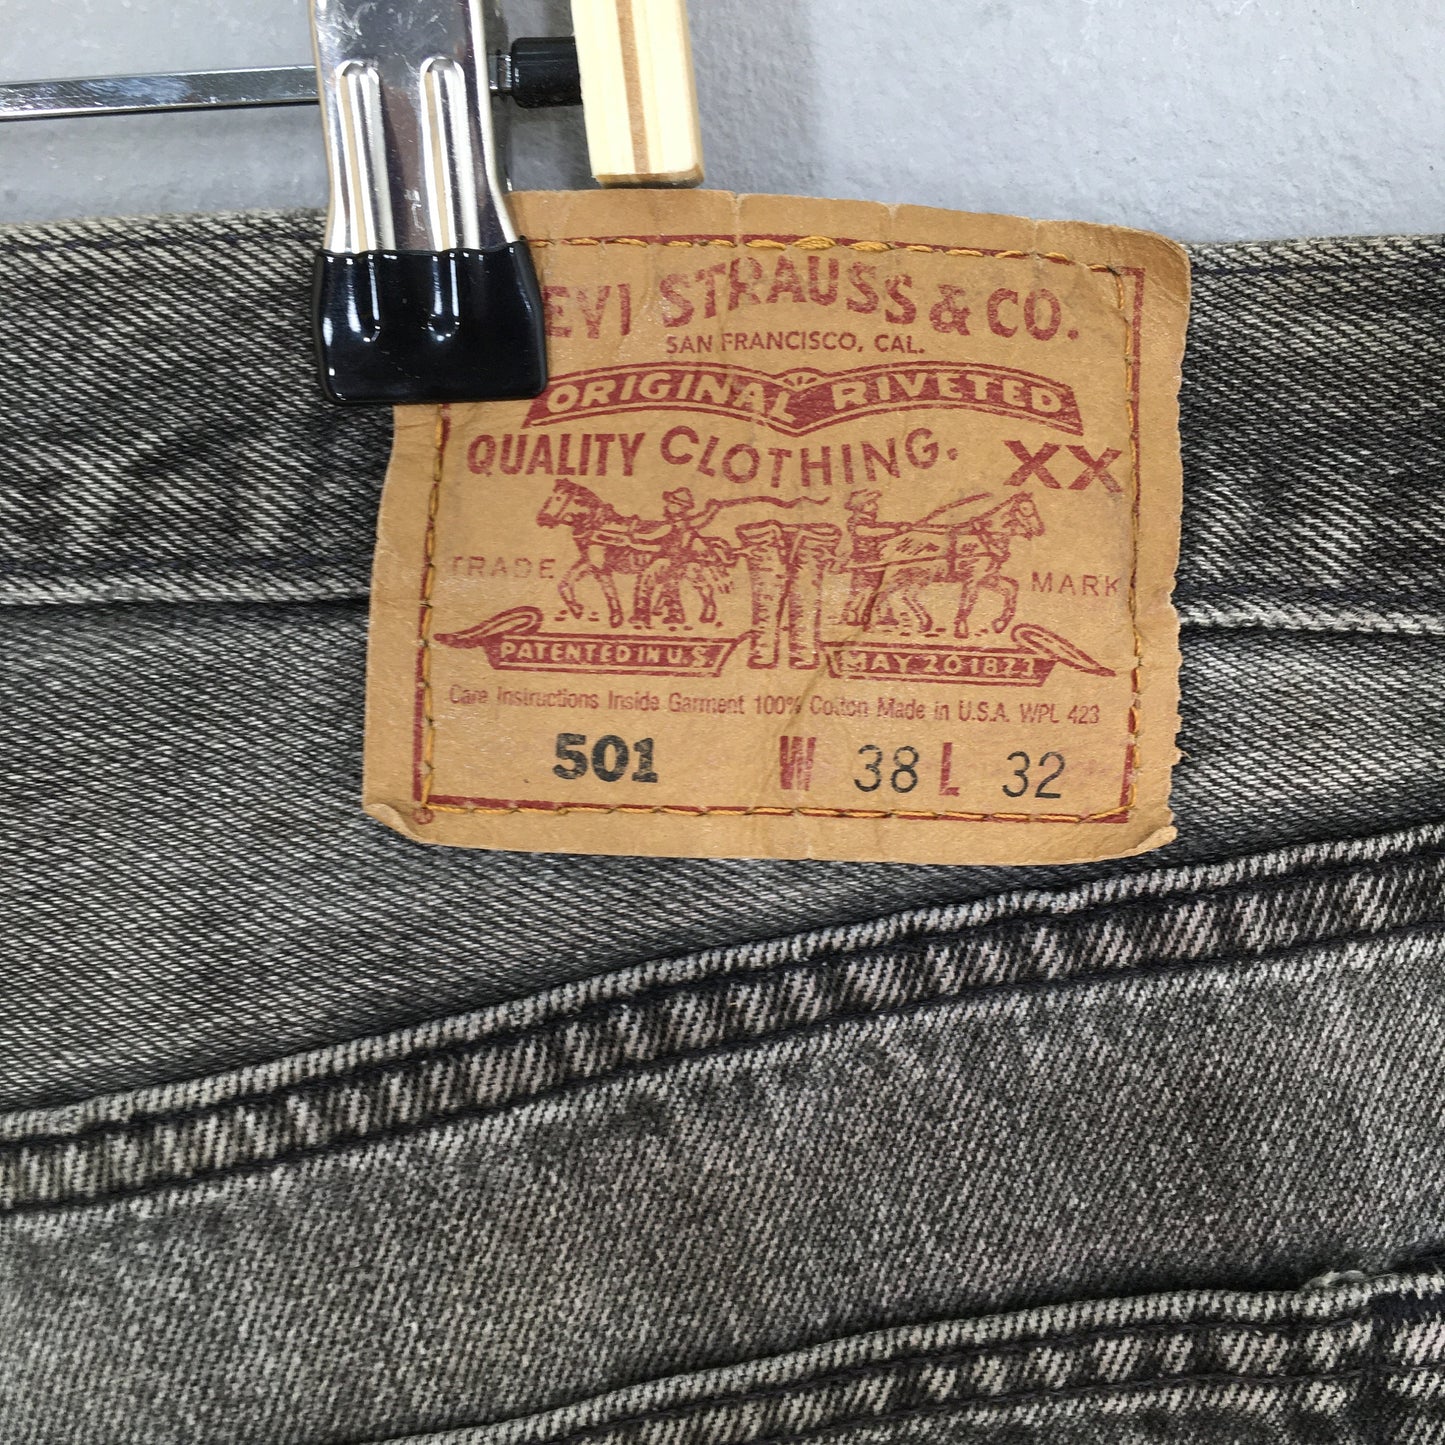 EVI STRAUSS & CO.
SAN FRANCISCO, CAL.
ORIGINAL RIVETED
QUALITY CLOTHING. XX
TRADE MARK
PATENTED IN U.S. MAY 20 1873
Care Instructions Inside Garment 100% Cotton Made in U.S.A. WPL 423
501 W 38 L 32
®